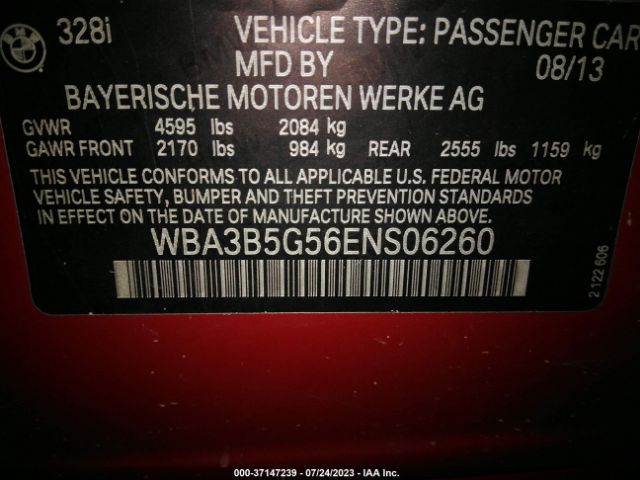 BMW
328i VEHICLE TYPE: PASSENGER CAR
MFD BY 08/13
BAYERISCHE MOTOREN WERKE AG
GVWR 4595 lbs 2084 kg
GAWR FRONT 2170 lbs 984 kg REAR 2555 lbs 1159 kg
THIS VEHICLE CONFORMS TO ALL APPLICABLE U.S. FEDERAL MOTOR
VEHICLE SAFETY, BUMPER AND THEFT PREVENTION STANDARDS
IN EFFECT ON THE DATE OF MANUFACTURE SHOWN ABOVE.
WBA3B5G56ENS06260
2 122 606
000-37147239 - 07/24/2023 - IAA Inc.